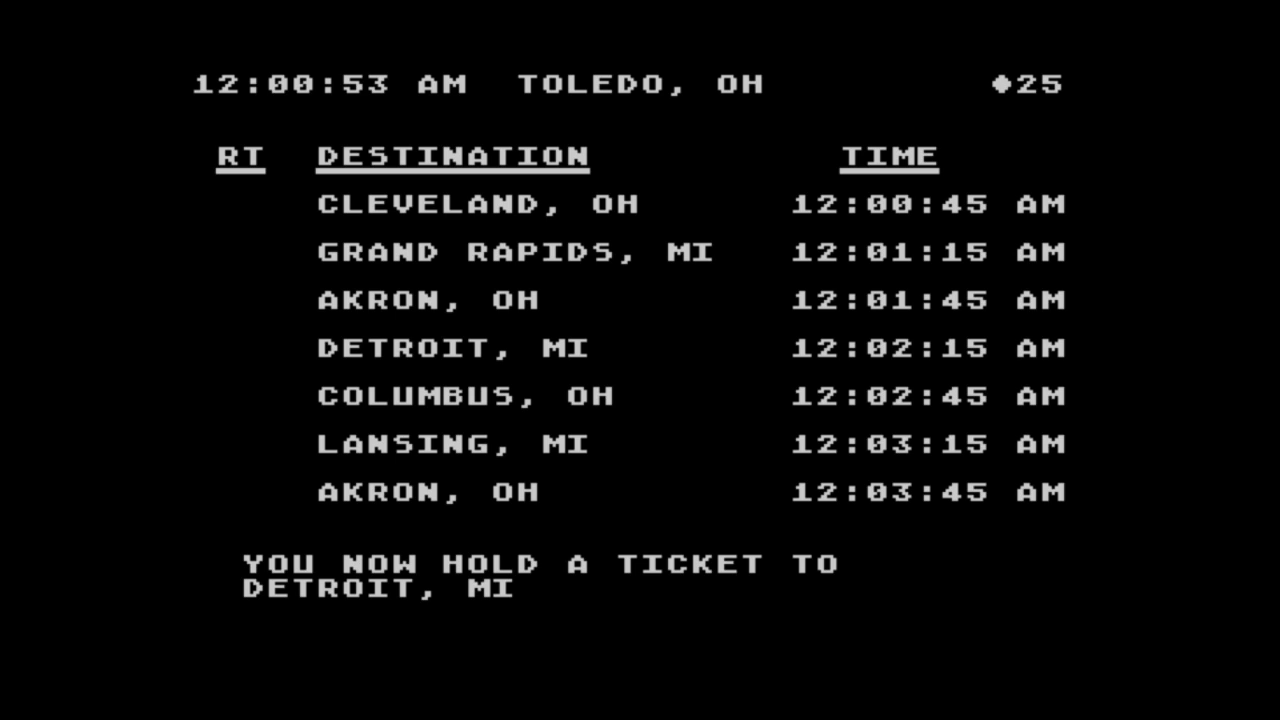 12:00:53 AM TOLEDO, OH ♦25
RT DESTINATION TIME
CLEVELAND, OH 12:00:45 AM
GRAND RAPIDS, MI 12:01:15 AM
AKRON, OH 12:01:45 AM
DETROIT, MI 12:02:15 AM
COLUMBUS, OH 12:02:45 AM
LANSING, MI 12:03:15 AM
AKRON, OH 12:03:45 AM
YOU NOW HOLD A TICKET TO
DETROIT, MI